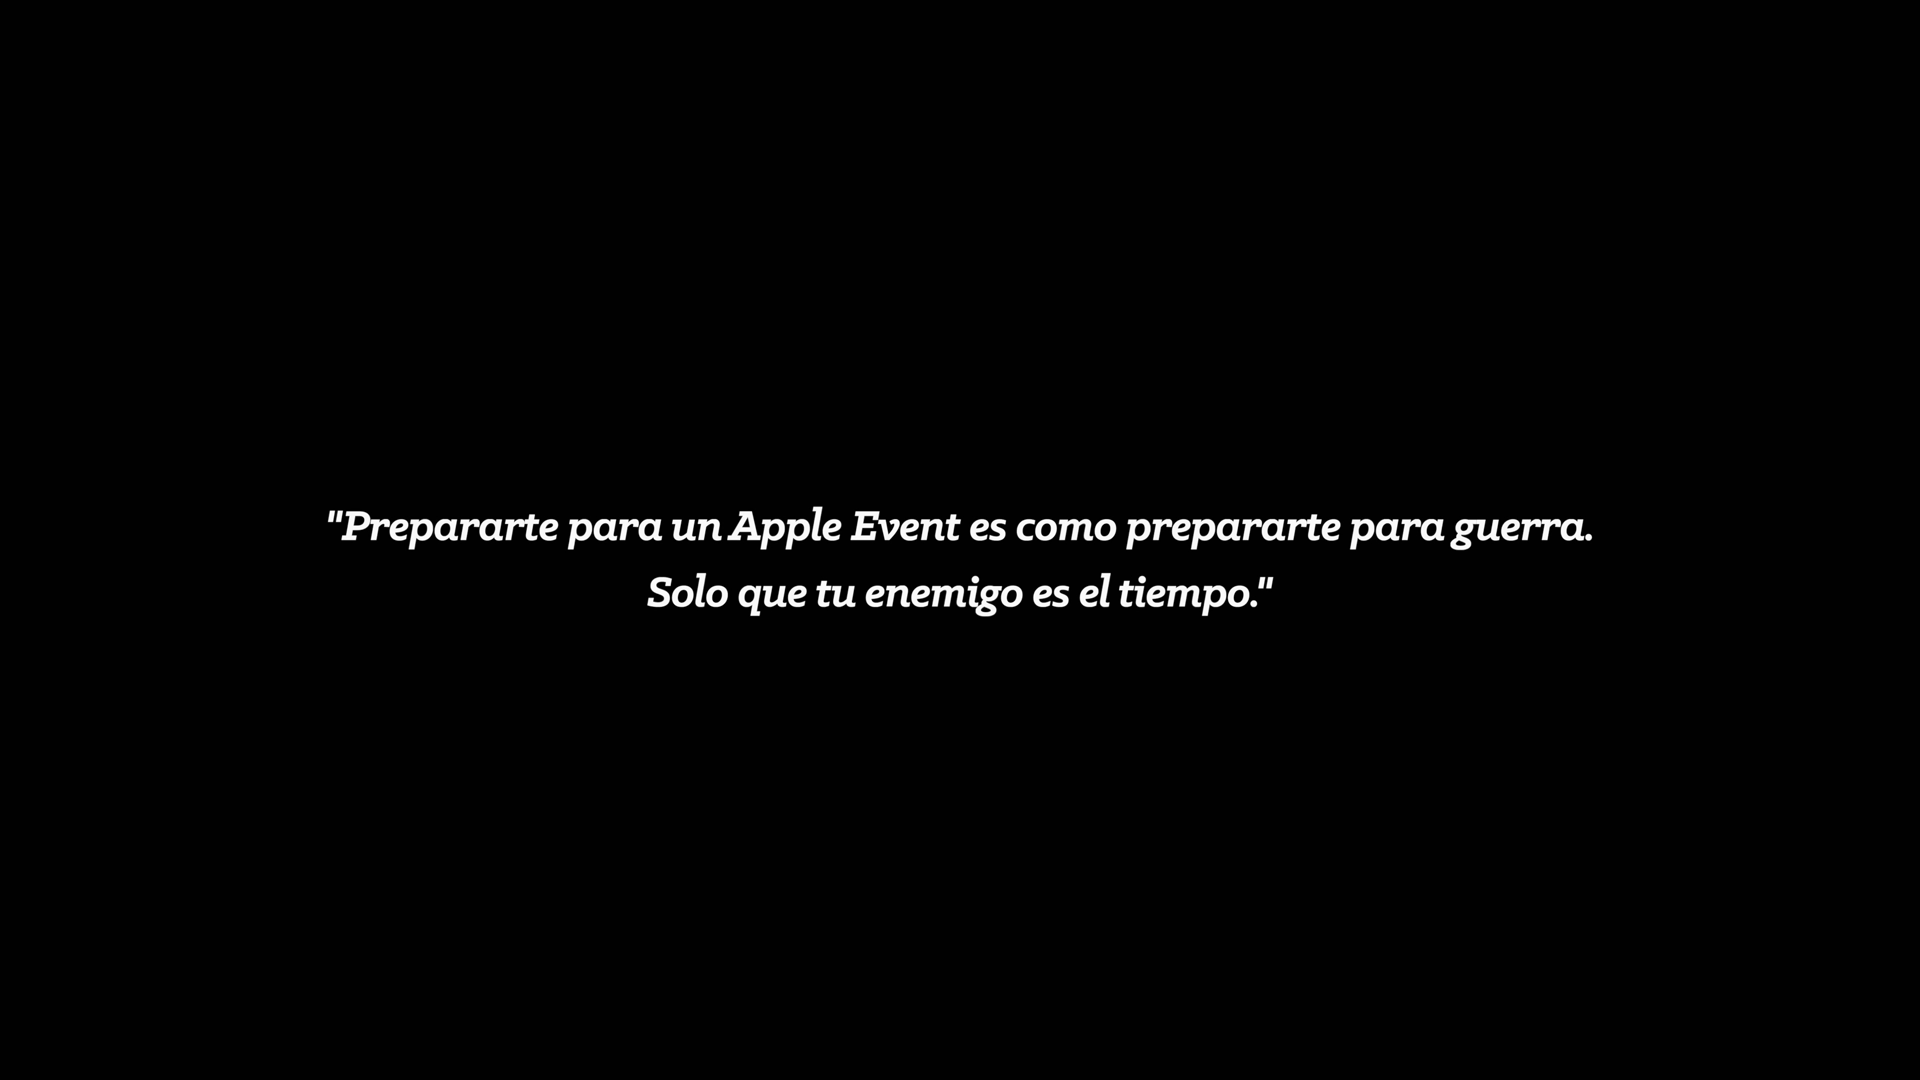 "Prepararte para un Apple Event es como prepararte para guerra.
Solo que tu enemigo es el tiempo."